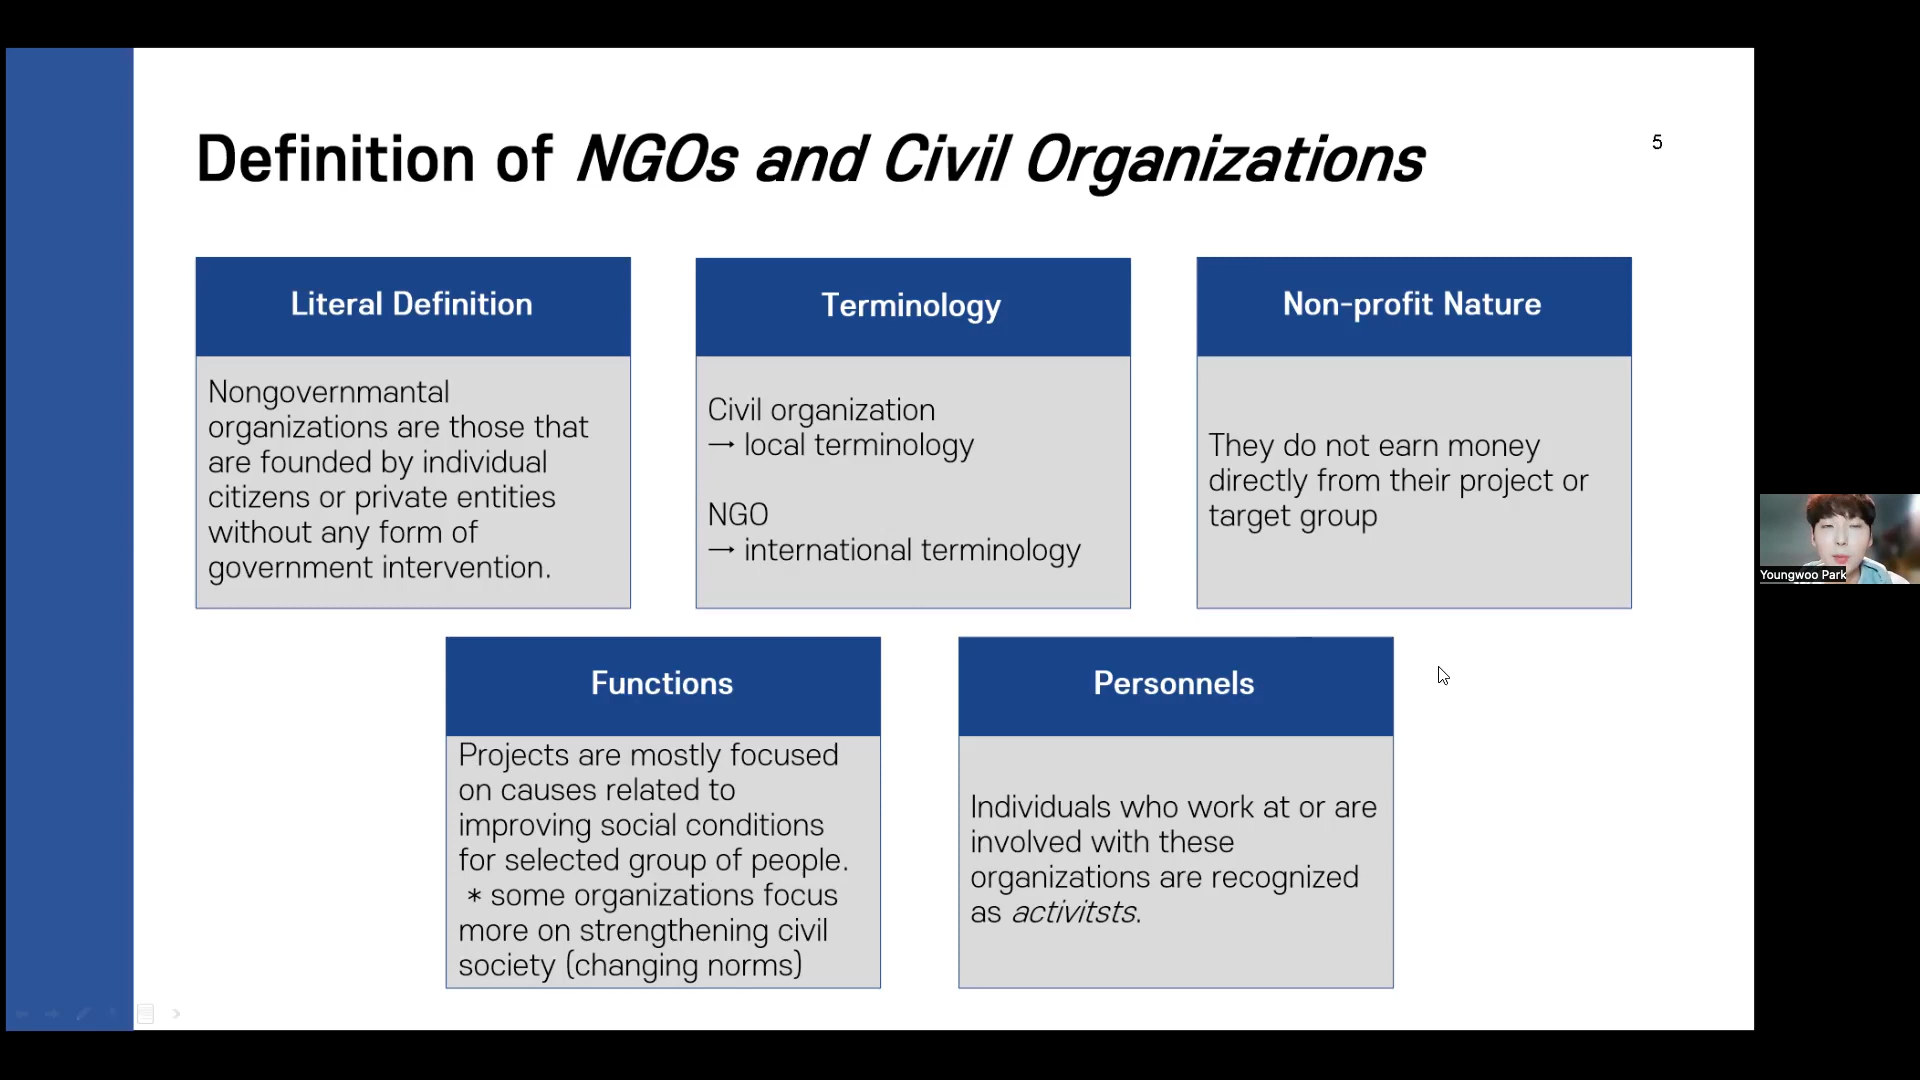 Definition of NGOs and Civil Organizations
5
Literal Definition
Nongovernmantal
organizations are those that
are founded by individual
citizens or private entities
without any form of
government intervention.
Terminology
Civil organization
→ local terminology
NGO
→ international terminology
Non-profit Nature
They do not earn money
directly from their project or
target group
Functions
Projects are mostly focused
on causes related to
improving social conditions
for selected group of people.
* some organizations focus
more on strengthening civil
society (changing norms)
Personnels
Individuals who work at or are
involved with these
organizations are recognized
as activitsts.
Youngwoo Park